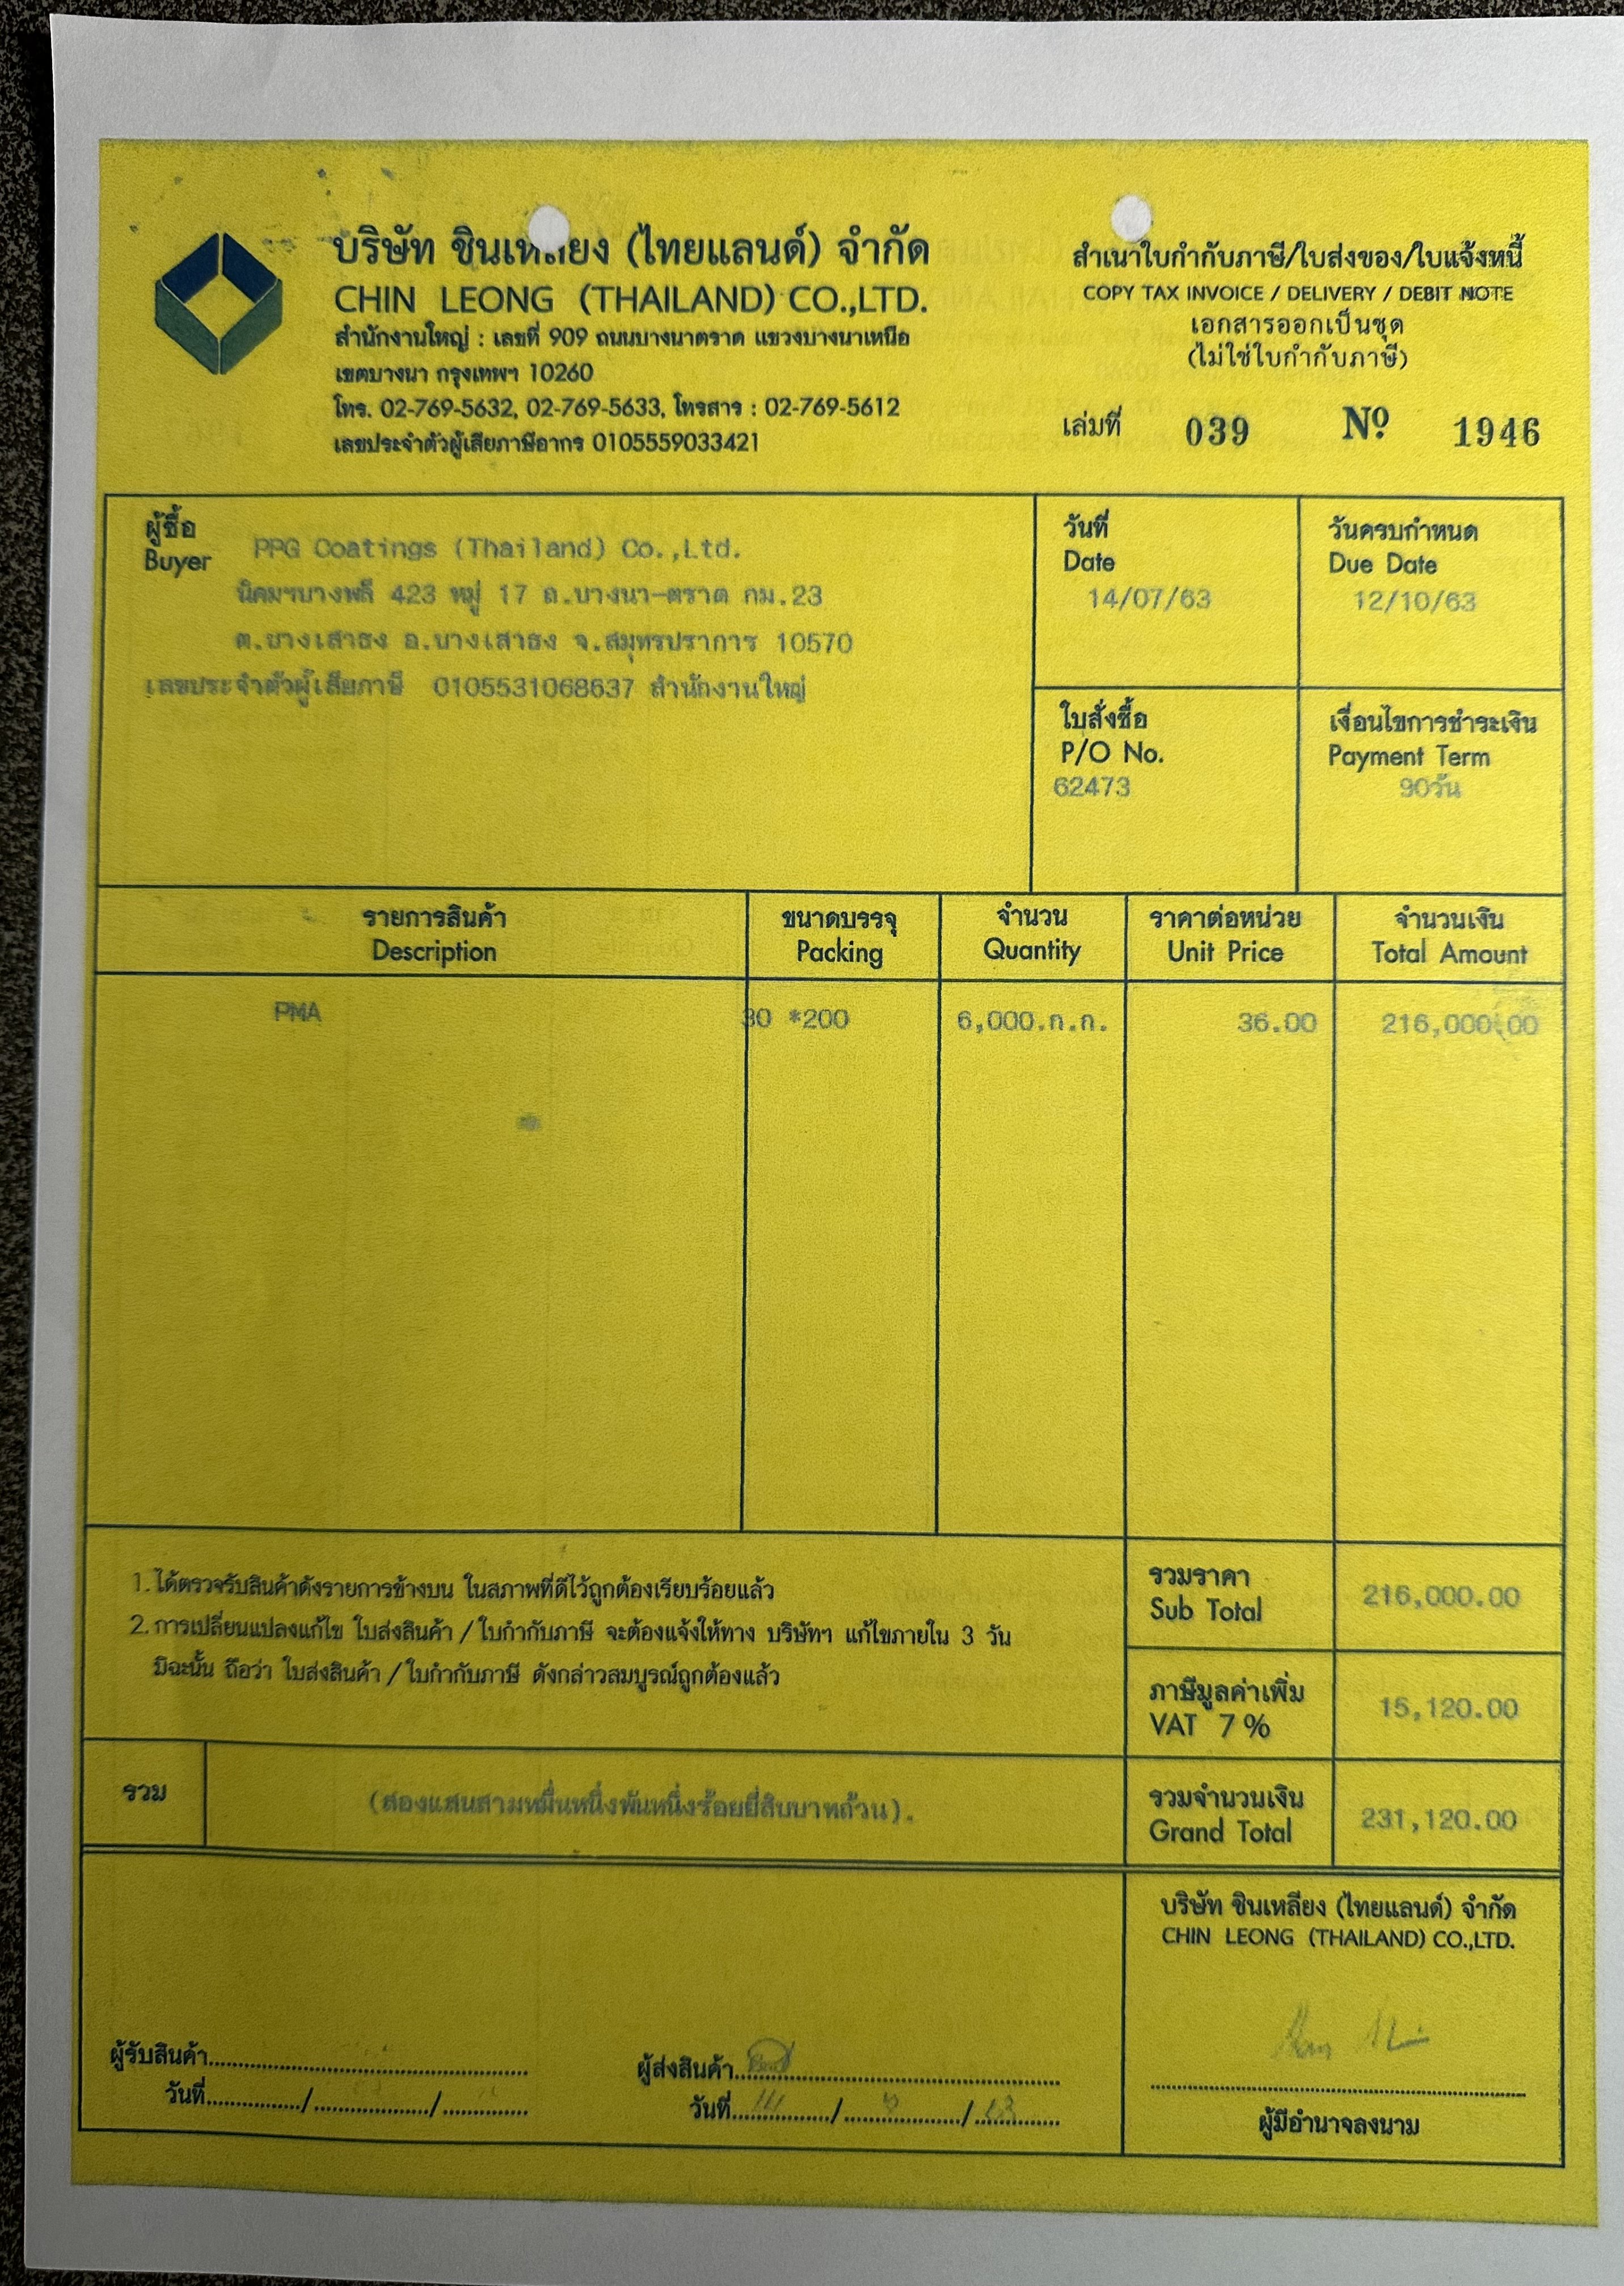 บริษัท ชินเหลียง (ไทยแลนด์) จำกัด
CHIN LEONG (THAILAND) CO.,LTD.
สำนักงานใหญ่ : เลขที่ 909 ถนนบางนาตราด แขวงบางนาเหนือ
เขตบางนา กรุงเทพฯ 10260
โทร. 02-769-5632, 02-769-5633, โทรสาร : 02-769-5612
เลขประจำตัวผู้เสียภาษีอากร 0105559033421
สำเนาใบกำกับภาษี/ใบส่งของ/ใบแจ้งหนี้
COPY TAX INVOICE / DELIVERY / DEBIT NOTE
เอกสารออกเป็นชุด
(ไม่ใช่ใบกำกับภาษี)
เล่มที่ 039 Nº 1946
ผู้ซื้อ
Buyer PPG Coatings (Thailand) Co.,Ltd.
นิคมฯบางพลี 423 หมู่ 17 ถ.บางนา-ตราด กม.23
ต.บางเสาธง อ.บางเสาธง จ.สมุทรปราการ 10570
เลขประจำตัวผู้เสียภาษี 0105531068637 สำนักงานใหญ่
วันที่
Date
14/07/63
วันครบกำหนด
Due Date
12/10/63
ใบสั่งซื้อ
P/O No.
62473
เงื่อนไขการชำระเงิน
Payment Term
90วัน
รายการสินค้า ขนาดบรรจุ จำนวน ราคาต่อหน่วย จำนวนเงิน
Description Packing Quantity Unit Price Total Amount
PMA 30 *200 6,000.ก.ก. 36.00 216,000.00
1. ได้ตรวจรับสินค้าดังรายการข้างบน ในสภาพที่ดีไว้ถูกต้องเรียบร้อยแล้ว
2. การเปลี่ยนแปลงแก้ไข ใบส่งสินค้า / ใบกำกับภาษี จะต้องแจ้งให้ทาง บริษัทฯ แก้ไขภายใน 3 วัน
มิฉะนั้น ถือว่า ใบส่งสินค้า / ใบกำกับภาษี ดังกล่าวสมบูรณ์ถูกต้องแล้ว
รวมราคา
Sub Total 216,000.00
ภาษีมูลค่าเพิ่ม
VAT 7 % 15,120.00
รวม (สองแสนสามหมื่นหนึ่งพันหนึ่งร้อยยี่สิบบาทถ้วน).
รวมจำนวนเงิน
Grand Total 231,120.00
บริษัท ชินเหลียง (ไทยแลนด์) จำกัด
CHIN LEONG (THAILAND) CO.,LTD.
ผู้รับสินค้า
วันที่ / /
ผู้ส่งสินค้า
วันที่ 14 / 7 / 63
ผู้มีอำนาจลงนาม